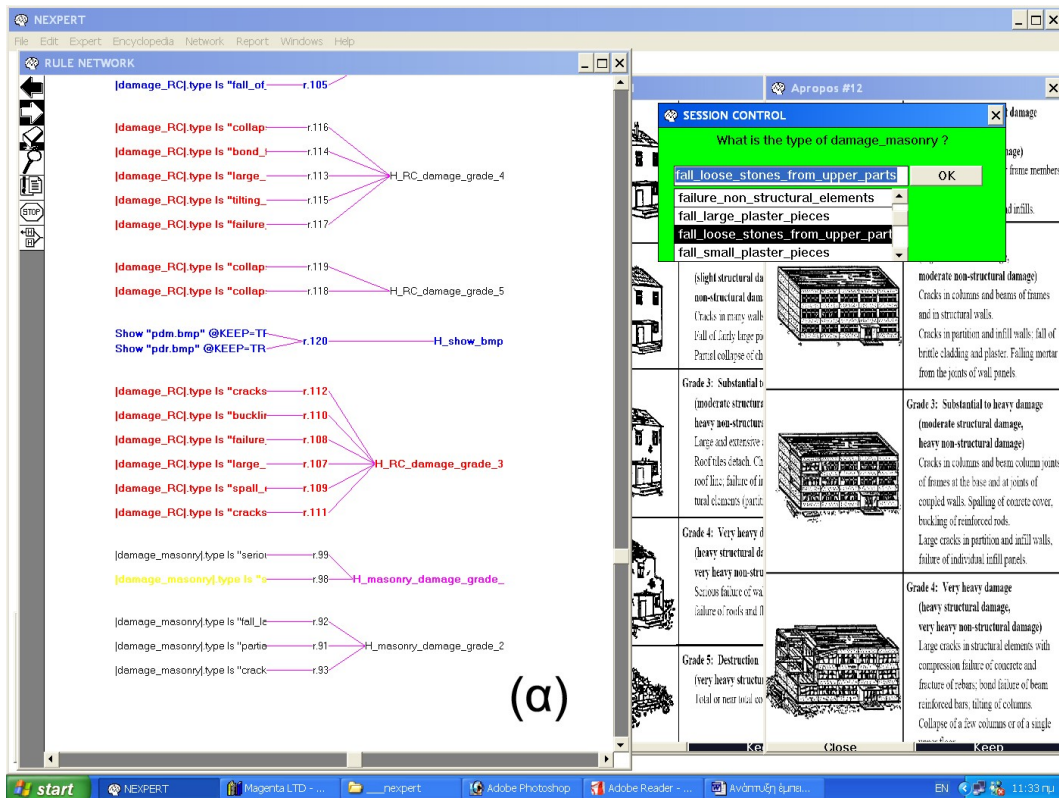 NEXPERT
File Edit Expert Encyclopedia Network Report Windows Help
RULE NETWORK
|damage_RC|.type Is "fall_of_ r.105
|damage_RC|.type Is "collap r.116
|damage_RC|.type Is "bond_ r.114
|damage_RC|.type Is "large_ r.113 H_RC_damage_grade_4
|damage_RC|.type Is "tilting_ r.115
|damage_RC|.type Is "failure_ r.117
|damage_RC|.type Is "collap r.119
|damage_RC|.type Is "collap r.118 H_RC_damage_grade_5
Show "pdm.bmp" @KEEP=TR
r.120 H_show_bmp
Show "pdr.bmp" @KEEP=TR
|damage_RC|.type Is "cracks r.112
|damage_RC|.type Is "bucklin r.110
|damage_RC|.type Is "failure_ r.108
|damage_RC|.type Is "large_ r.107 H_RC_damage_grade_3
|damage_RC|.type Is "spall_ r.109
|damage_RC|.type Is "cracks r.111
|damage_masonry|.type Is "serio r.99
|damage_masonry|.type Is "s r.98 H_masonry_damage_grade_
|damage_masonry|.type Is "fall_la r.92
|damage_masonry|.type Is "partia r.91 H_masonry_damage_grade_2
|damage_masonry|.type Is "crack r.93
(α)
STOP
H
H
(slight structural da
non-structural dam
Cracks in many walls
Fall of fairly large pi
Partial collapse of ch
Grade 3: Substantial t
(moderate structura
heavy non-structura
Large and extensive
Roof tiles detach. Ch
roof line; failure of in
tural elements (partit
Grade 4: Very heavy d
(heavy structural da
very heavy non-stru
Serious failure of wa
failure of roofs and fl
Grade 5: Destruction
(very heavy structur
Total or near total co
Apropos #12
damage
frame members
d infills.
moderate non-structural damage)
Cracks in columns and beams of frames
and in structural walls.
Cracks in partition and infill walls; fall of
brittle cladding and plaster. Falling mortar
from the joints of wall panels.
Grade 3: Substantial to heavy damage
(moderate structural damage,
heavy non-structural damage)
Cracks in columns and beam column joints
of frames at the base and at joints of
coupled walls. Spalling of conrete cover,
buckling of reinforced rods.
Large cracks in partition and infill walls,
failure of individual infill panels.
Grade 4: Very heavy damage
(heavy structural damage,
very heavy non-structural damage)
Large cracks in structural elements with
compression failure of concrete and
fracture of rebars; bond failure of beam
reinforced bars, tilting of columns.
Collapse of a few columns or of a single
Close Keep
SESSION CONTROL
What is the type of damage_masonry ?
fall_loose_stones_from_upper_parts OK
failure_non_structural_elements
fall_large_plaster_pieces
fall_loose_stones_from_upper_part
fall_small_plaster_pieces
start NEXPERT Magenta LTD - ... ___nexpert Adobe Photoshop Adobe Reader - ... Ανάπτυξη έμπει... EN 11:33 πμ